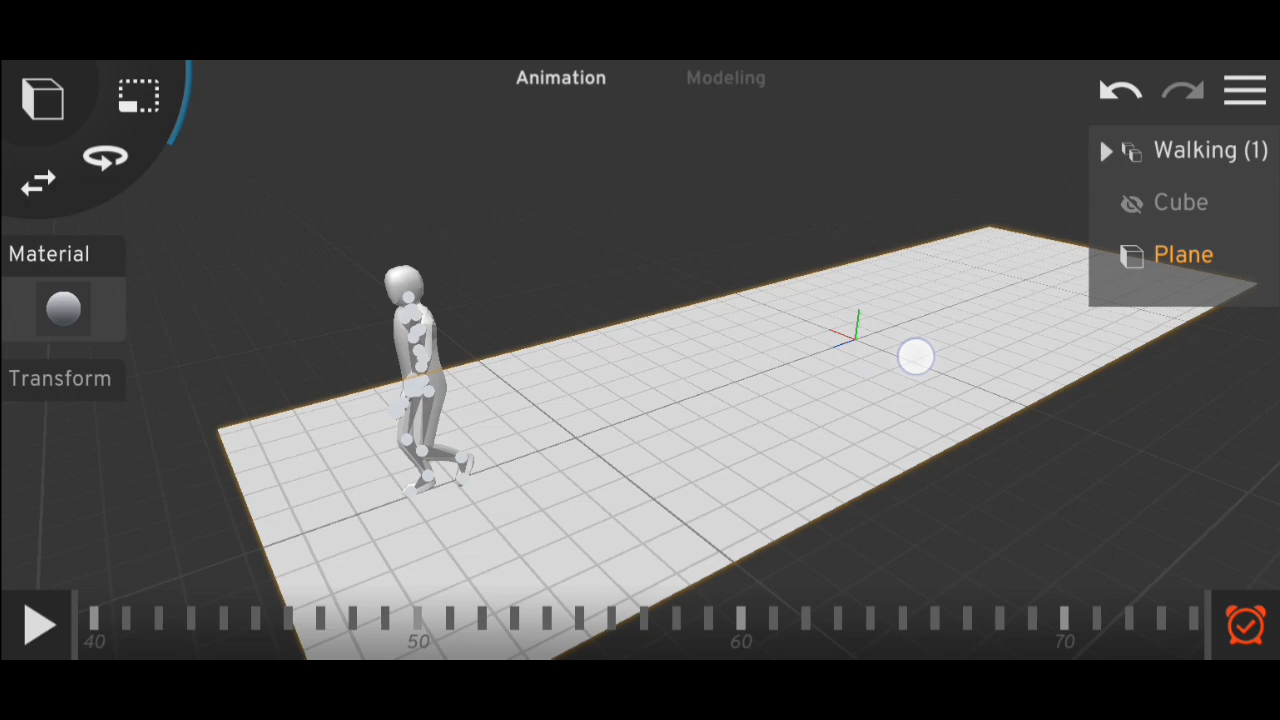 Animation
Modeling
Walking (1)
Cube
Plane
Material
Transform
40
50
60
70